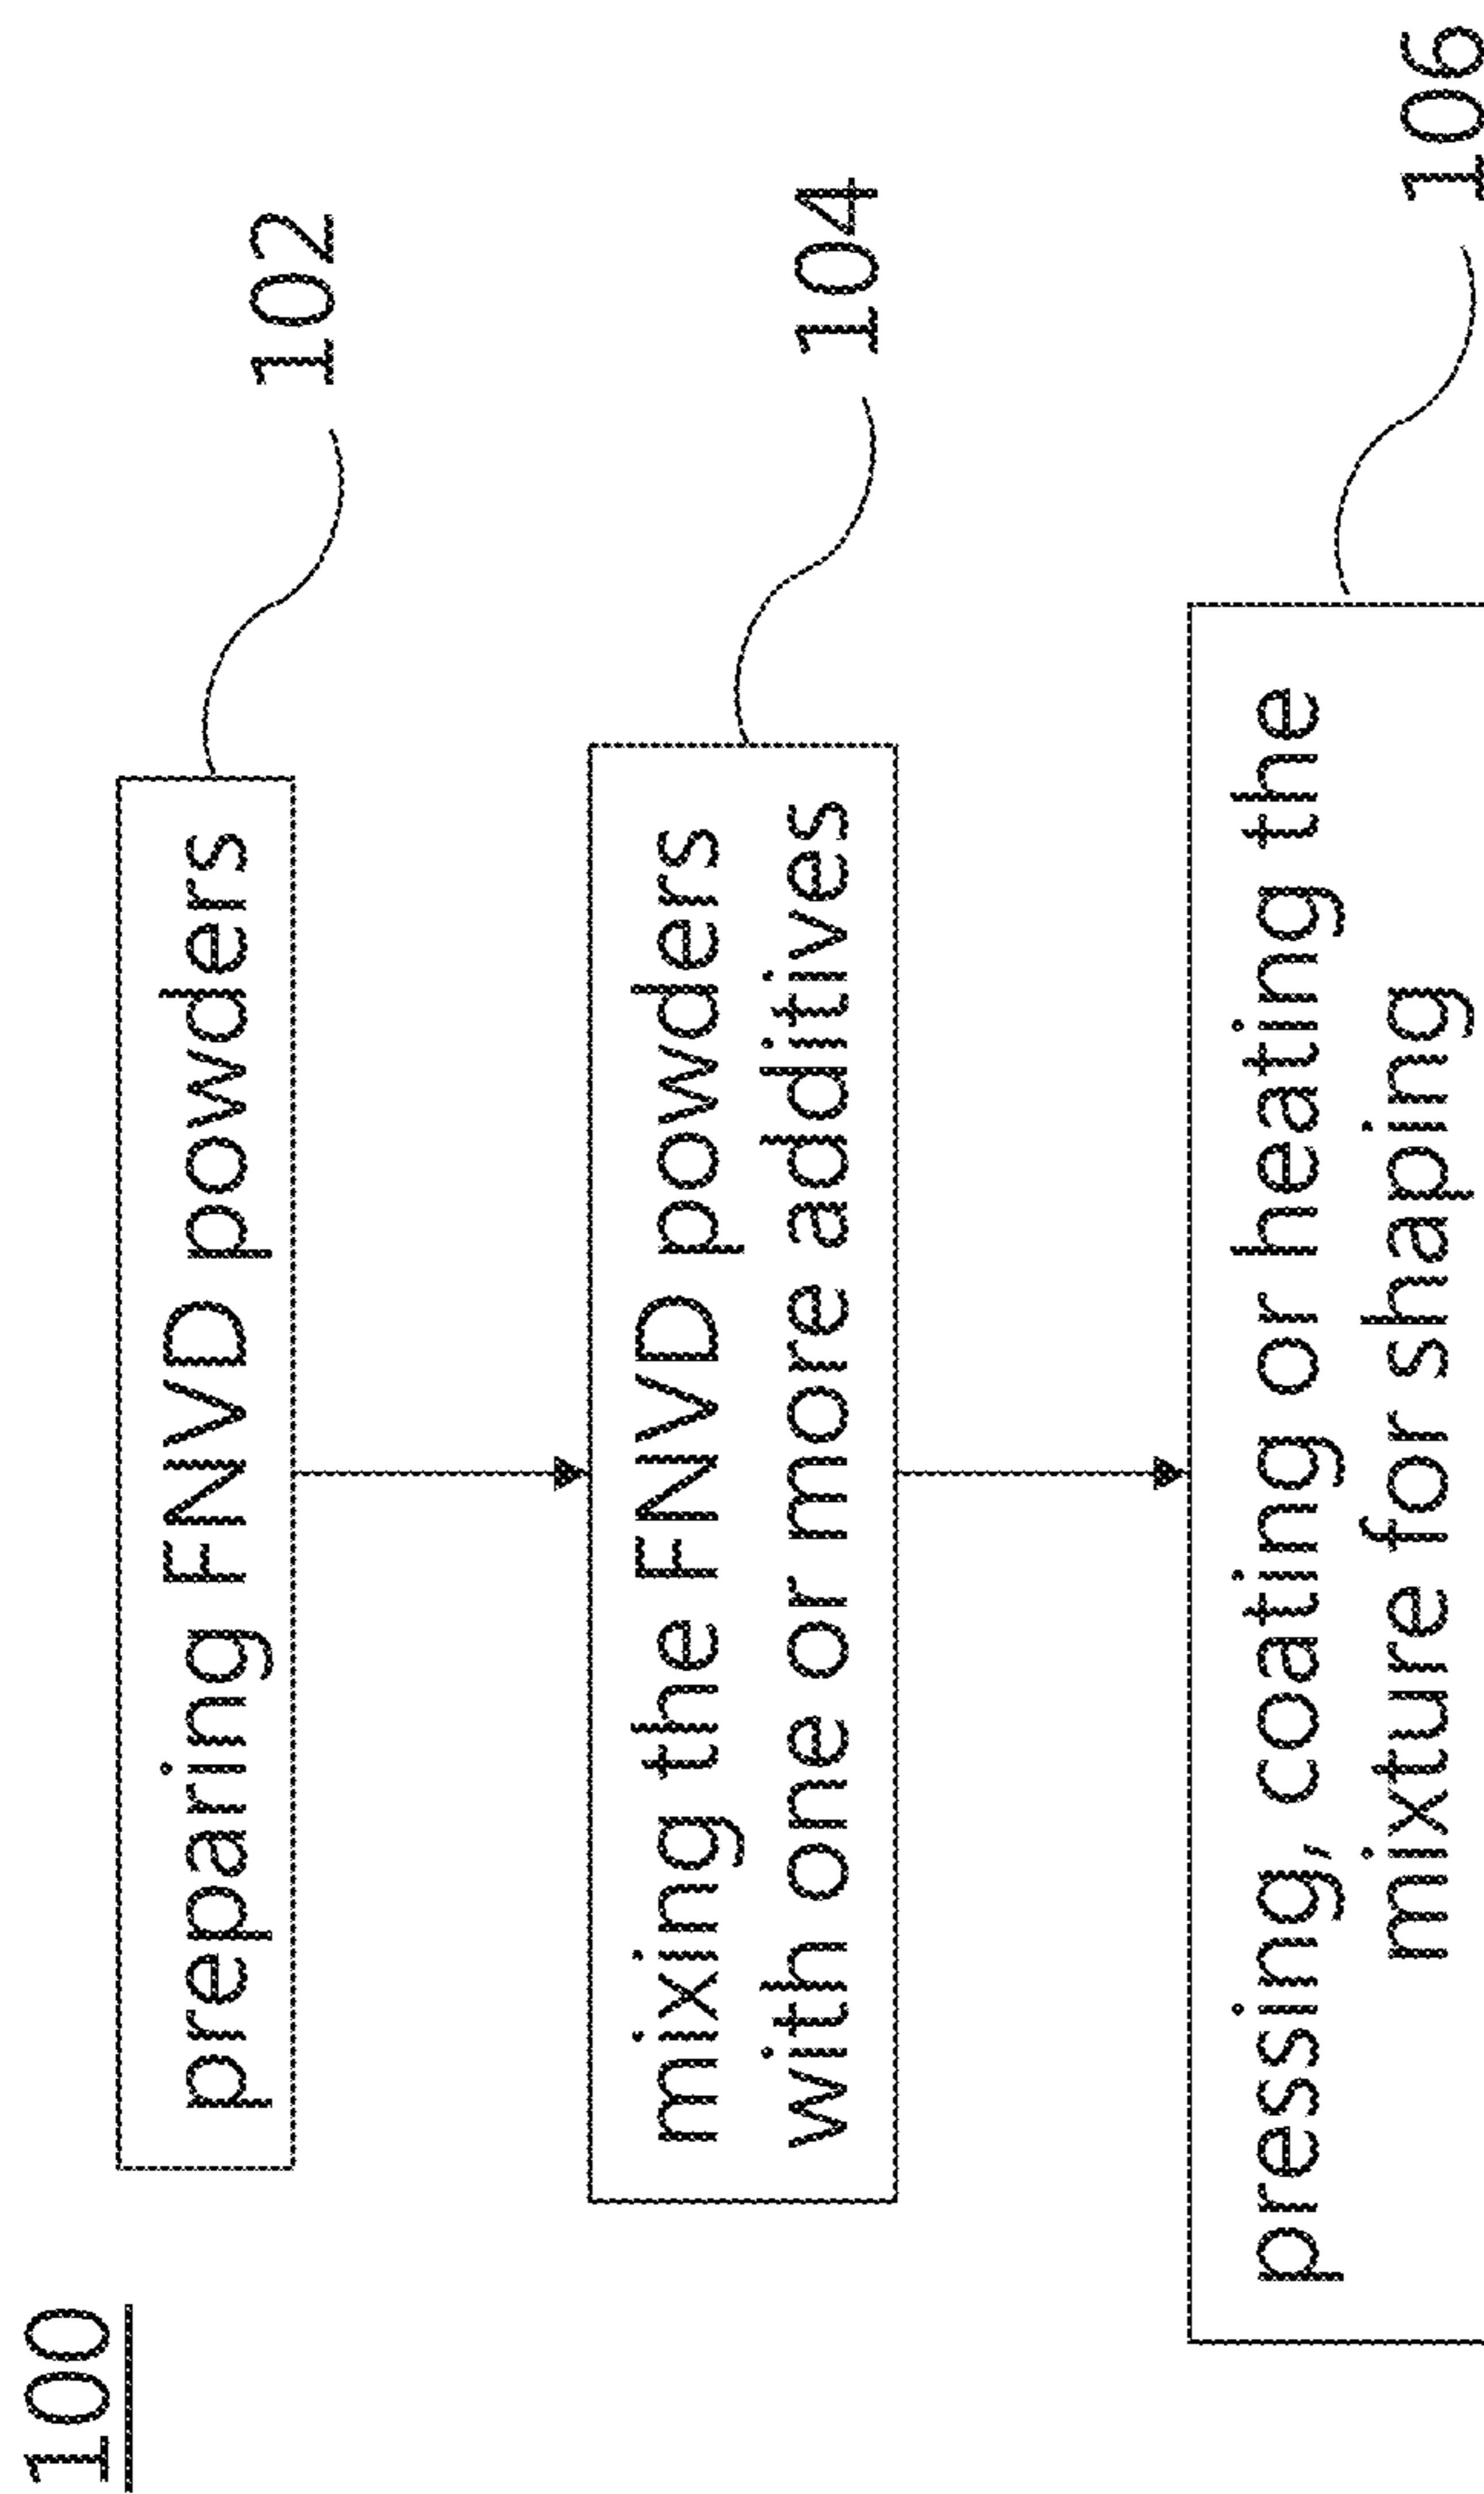 100
preparing FNVD powders
102
mixing the FNVD powders
with one or more additives
104
pressing, coating or heating the
mixture for shaping
106